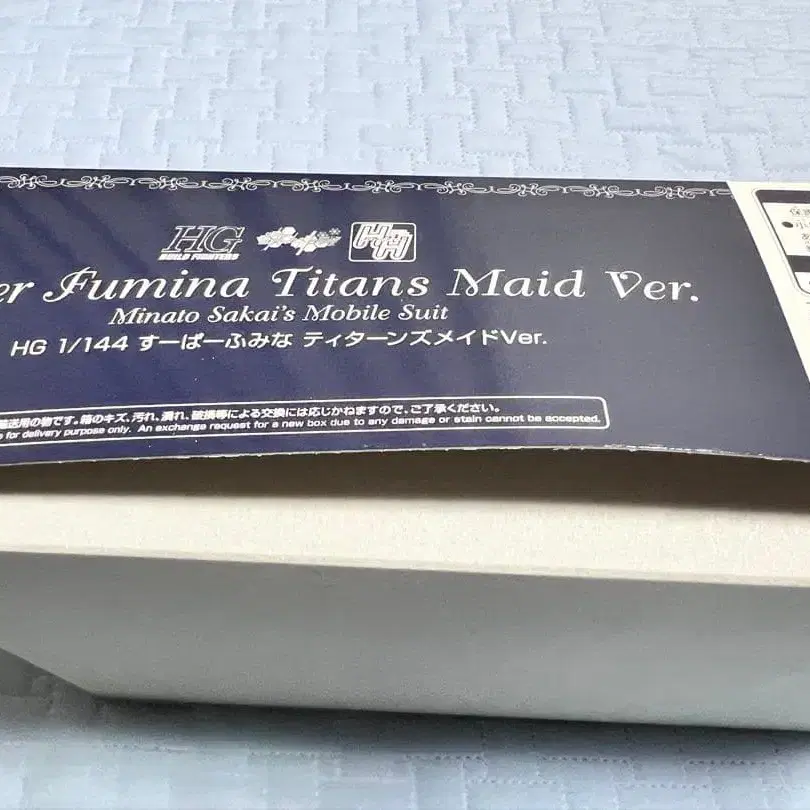 HG
BUILD FIGHTERS
er Fumina Titans Maid Ver.
Minato Sakai's Mobile Suit
HG 1/144 すーぱーふみな ティターンズメイドVer.
輸送用の物です。箱のキズ、汚れ、潰れ、破損等による交換には応じかねますので、ご了承ください。
for delivery purpose only. An exchange request for a new box due to any damage or stain cannot be accepted.